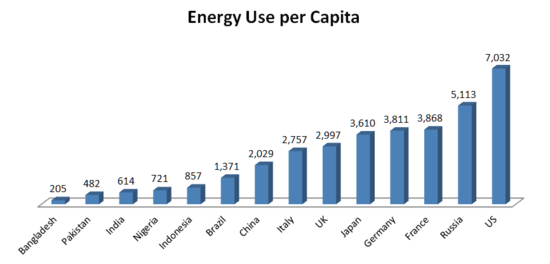 Energy Use per Capita
205
482
614
721
857
1,371
2,029
2,757
2,997
3,610
3,811
3,868
5,113
7,032
Bangladesh
Pakistan
India
Nigeria
Indonesia
Brazil
China
Italy
UK
Japan
Germany
France
Russia
US